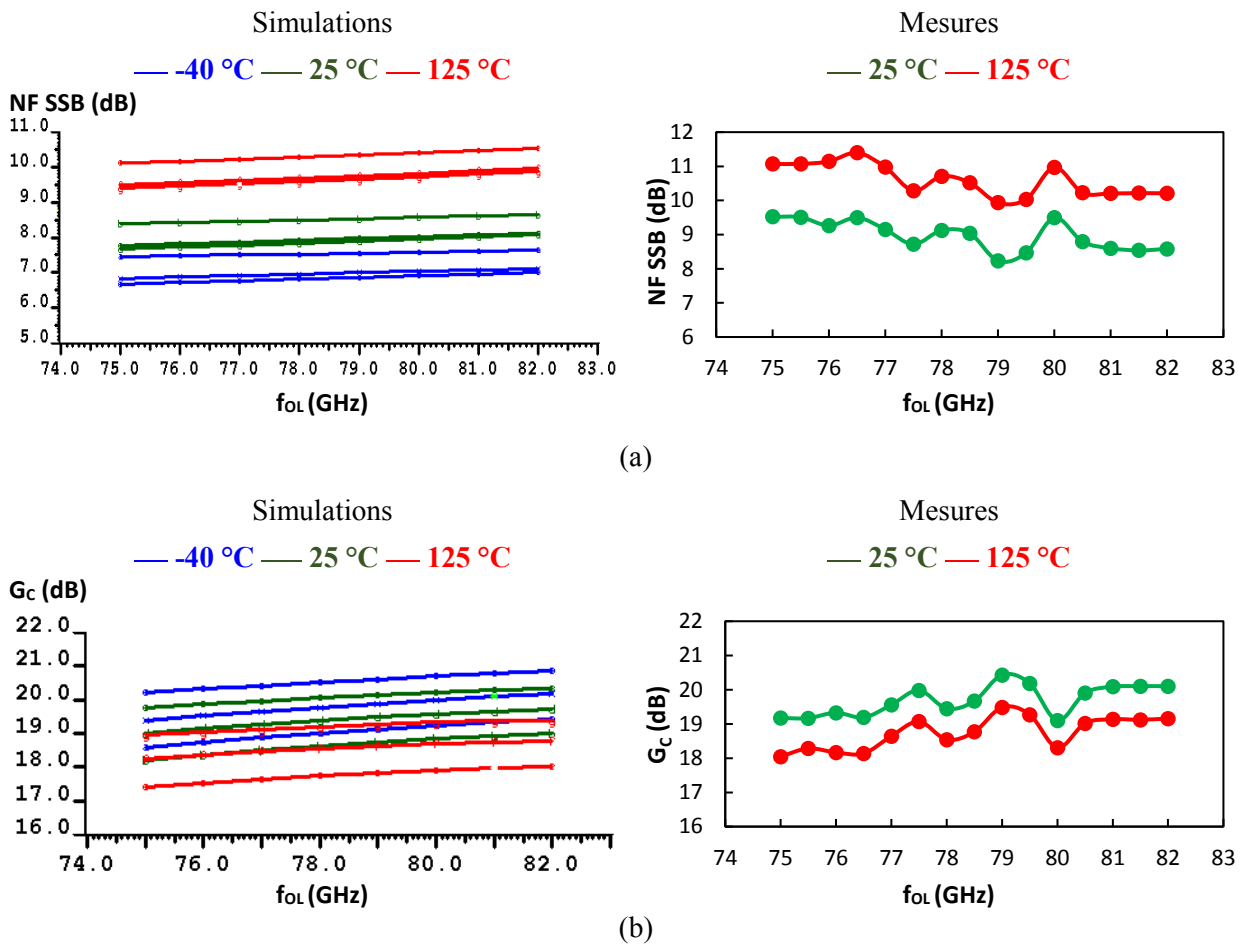 Simulations
-40 °C 25 °C 125 °C
NF SSB (dB)
11.0
10.0
9.0
8.0
7.0
6.0
5.0
74.0 75.0 76.0 77.0 78.0 79.0 80.0 81.0 82.0 83.0
fOL (GHz)
Mesures
25 °C 125 °C
NF SSB (dB)
12
11
10
9
8
7
6
74 75 76 77 78 79 80 81 82 83
fOL (GHz)
(a)
Simulations
-40 °C 25 °C 125 °C
GC (dB)
22.0
21.0
20.0
19.0
18.0
17.0
16.0
74.0 76.0 78.0 80.0 82.0
fOL (GHz)
Mesures
25 °C 125 °C
GC (dB)
22
21
20
19
18
17
16
74 75 76 77 78 79 80 81 82 83
fOL (GHz)
(b)